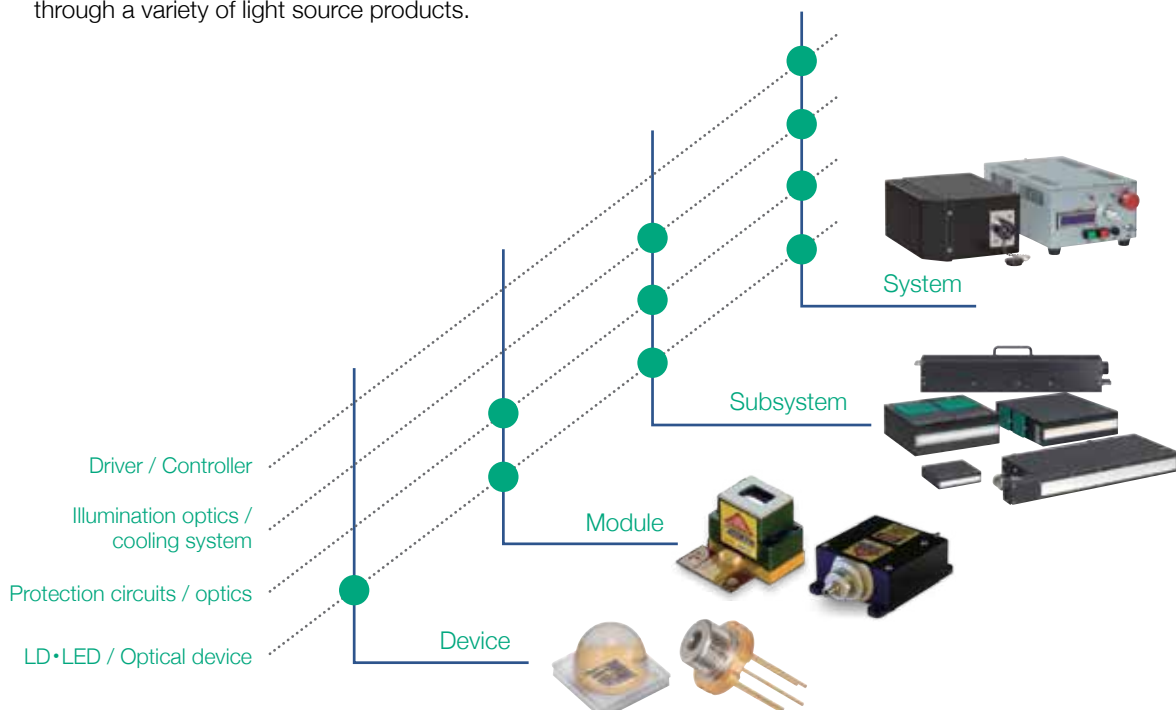 through a variety of light source products.
System
Subsystem
Driver / Controller
Illumination optics /
cooling system
Module
Protection circuits / optics
Device
LD・LED / Optical device